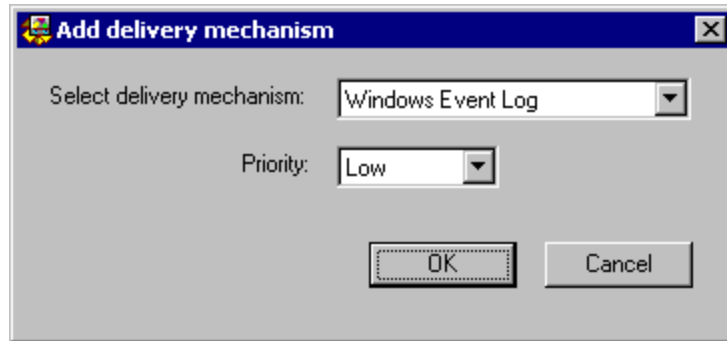 Add delivery mechanism
Select delivery mechanism: Windows Event Log
Priority: Low
OK Cancel